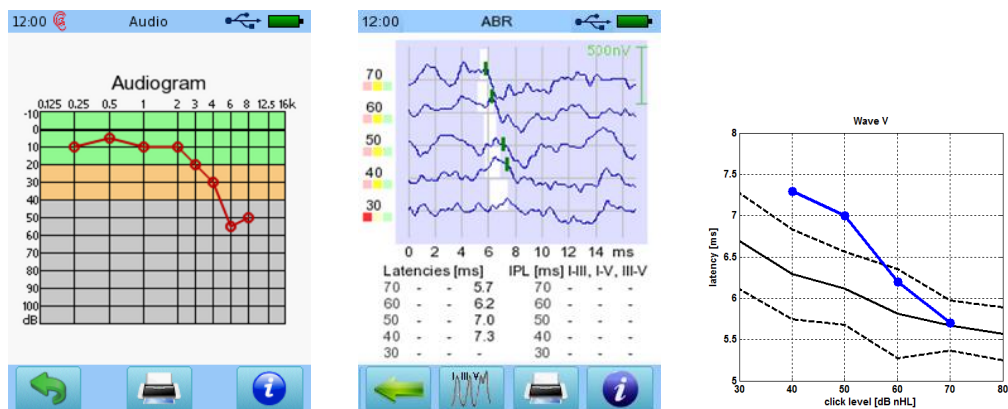 12:00 Audio
Audiogram
0.125 0.25 0.5 1 2 3 4 6 8 12.5 16k
-10
0
10
20
30
40
50
60
70
80
90
100
dB
12:00 ABR
500nV
70
60
50
40
30
0 2 4 6 8 10 12 14 ms
Latencies [ms] IPL [ms] I-III, I-V, III-V
70 - - 5.7 70 - - -
60 - - 6.2 60 - - -
50 - - 7.0 50 - - -
40 - - 7.3 40 - - -
30 - - - 30 - - -
I III V
Wave V
8
7.5
7
6.5
6
5.5
5
latency [ms]
30 40 50 60 70 80
click level [dB nHL]